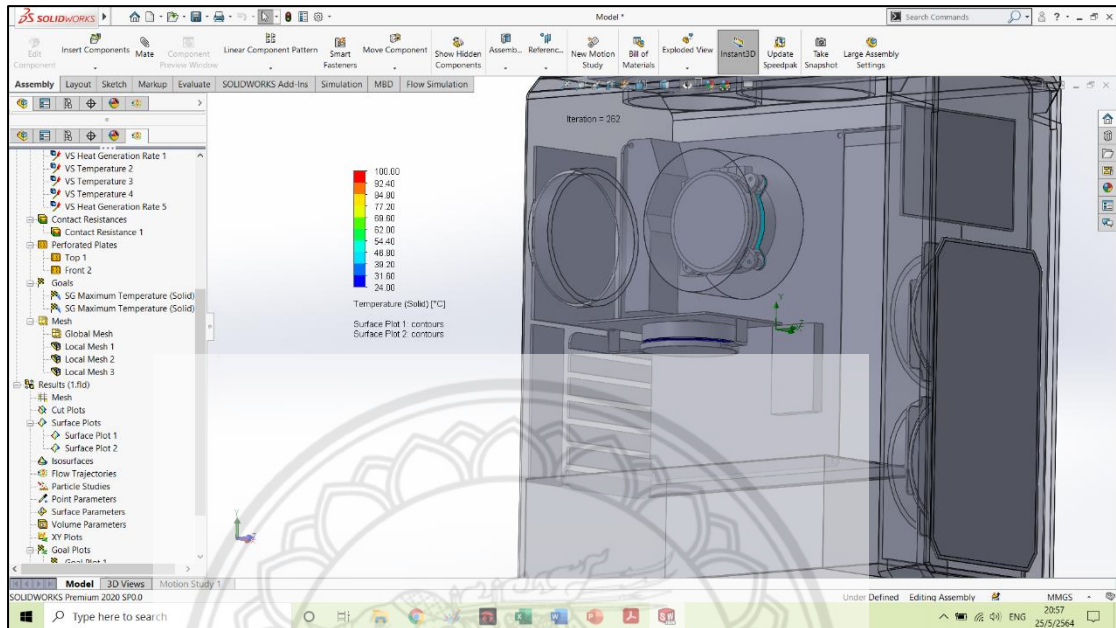 SOLIDWORKS
Model *
Search Commands
Edit Component
Insert Components
Mate
Component Preview Window
Linear Component Pattern
Smart Fasteners
Move Component
Show Hidden Components
Assemb...
Referenc...
New Motion Study
Bill of Materials
Exploded View
Instant3D
Update Speedpak
Take Snapshot
Large Assembly Settings
Assembly Layout Sketch Markup Evaluate SOLIDWORKS Add-Ins Simulation MBD Flow Simulation
VS Heat Generation Rate 1
VS Temperature 2
VS Temperature 3
VS Temperature 4
VS Heat Generation Rate 5
Contact Resistances
Contact Resistance 1
Perforated Plates
Top 1
Front 2
Goals
SG Maximum Temperature (Solid)
SG Maximum Temperature (Solid)
Mesh
Global Mesh
Local Mesh 1
Local Mesh 2
Local Mesh 3
Results (1.fld)
Mesh
Cut Plots
Surface Plots
Surface Plot 1
Surface Plot 2
Isosurfaces
Flow Trajectories
Particle Studies
Point Parameters
Surface Parameters
Volume Parameters
XY Plots
Goal Plots
Goal Plot 1
Iteration = 262
100.00
92.40
84.80
77.20
69.60
62.00
54.40
46.80
39.20
31.60
24.00
Temperature (Solid) [°C]
Surface Plot 1: contours
Surface Plot 2: contours
Model 3D Views Motion Study 1
SOLIDWORKS Premium 2020 SP0.0
Under Defined Editing Assembly MMGS
Type here to search
ENG
20:57
25/5/2564